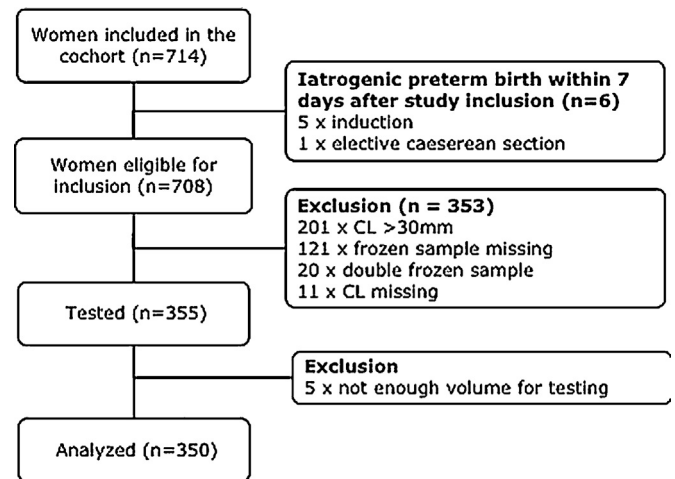 Women included in the
cochort (n=714)
Iatrogenic preterm birth within 7
days after study inclusion (n=6)
5 x induction
1 x elective caeserean section
Women eligible for
inclusion (n=708)
Exclusion (n = 353)
201 x CL >30mm
121 x frozen sample missing
20 x double frozen sample
11 x CL missing
Tested (n=355)
Exclusion
5 x not enough volume for testing
Analyzed (n=350)